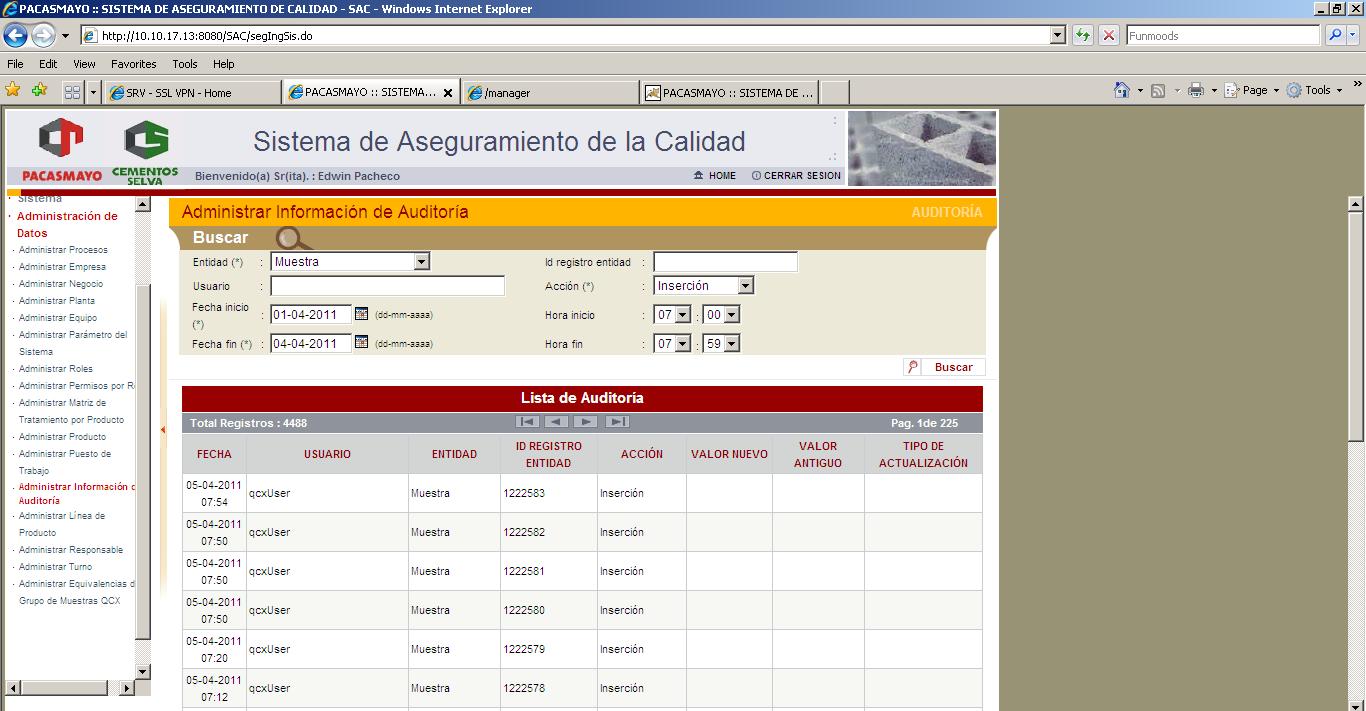 PACASMAYO :: SISTEMA DE ASEGURAMIENTO DE CALIDAD - SAC - Windows Internet Explorer
http://10.10.17.13:8080/SAC/segIngSis.do
Funmoods
File Edit View Favorites Tools Help
SRV - SSL VPN - Home
PACASMAYO :: SISTEMA...
/manager
PACASMAYO :: SISTEMA DE ...
Page
Tools
PACASMAYO
CEMENTOS
SELVA
Sistema de Aseguramiento de la Calidad
Bienvenido(a) Sr(ita). : Edwin Pacheco
HOME
CERRAR SESION
Sistema
Administración de
Datos
Administrar Procesos
Administrar Empresa
Administrar Negocio
Administrar Planta
Administrar Equipo
Administrar Parámetro del
Sistema
Administrar Roles
Administrar Permisos por R
Administrar Matriz de
Tratamiento por Producto
Administrar Producto
Administrar Puesto de
Trabajo
Administrar Información
Auditoría
Administrar Línea de
Producto
Administrar Responsable
Administrar Turno
Administrar Equivalencias d
Grupo de Muestras QCX
Administrar Información de Auditoría
AUDITORÍA
Buscar
Entidad (*) : Muestra
Id registro entidad :
Usuario :
Acción (*) : Inserción
Fecha inicio
(*) : 01-04-2011 (dd-mm-aaaa)
Hora inicio : 07 : 00
Fecha fin (*) : 04-04-2011 (dd-mm-aaaa)
Hora fin : 07 : 59
Buscar
Lista de Auditoría
Total Registros : 4488
Pag. 1de 225
FECHA USUARIO ENTIDAD ID REGISTRO ENTIDAD ACCIÓN VALOR NUEVO VALOR ANTIGUO TIPO DE ACTUALIZACIÓN
05-04-2011 07:54 qcxUser Muestra 1222583 Inserción
05-04-2011 07:50 qcxUser Muestra 1222582 Inserción
05-04-2011 07:50 qcxUser Muestra 1222581 Inserción
05-04-2011 07:50 qcxUser Muestra 1222580 Inserción
05-04-2011 07:20 qcxUser Muestra 1222579 Inserción
05-04-2011 07:12 qcxUser Muestra 1222578 Inserción